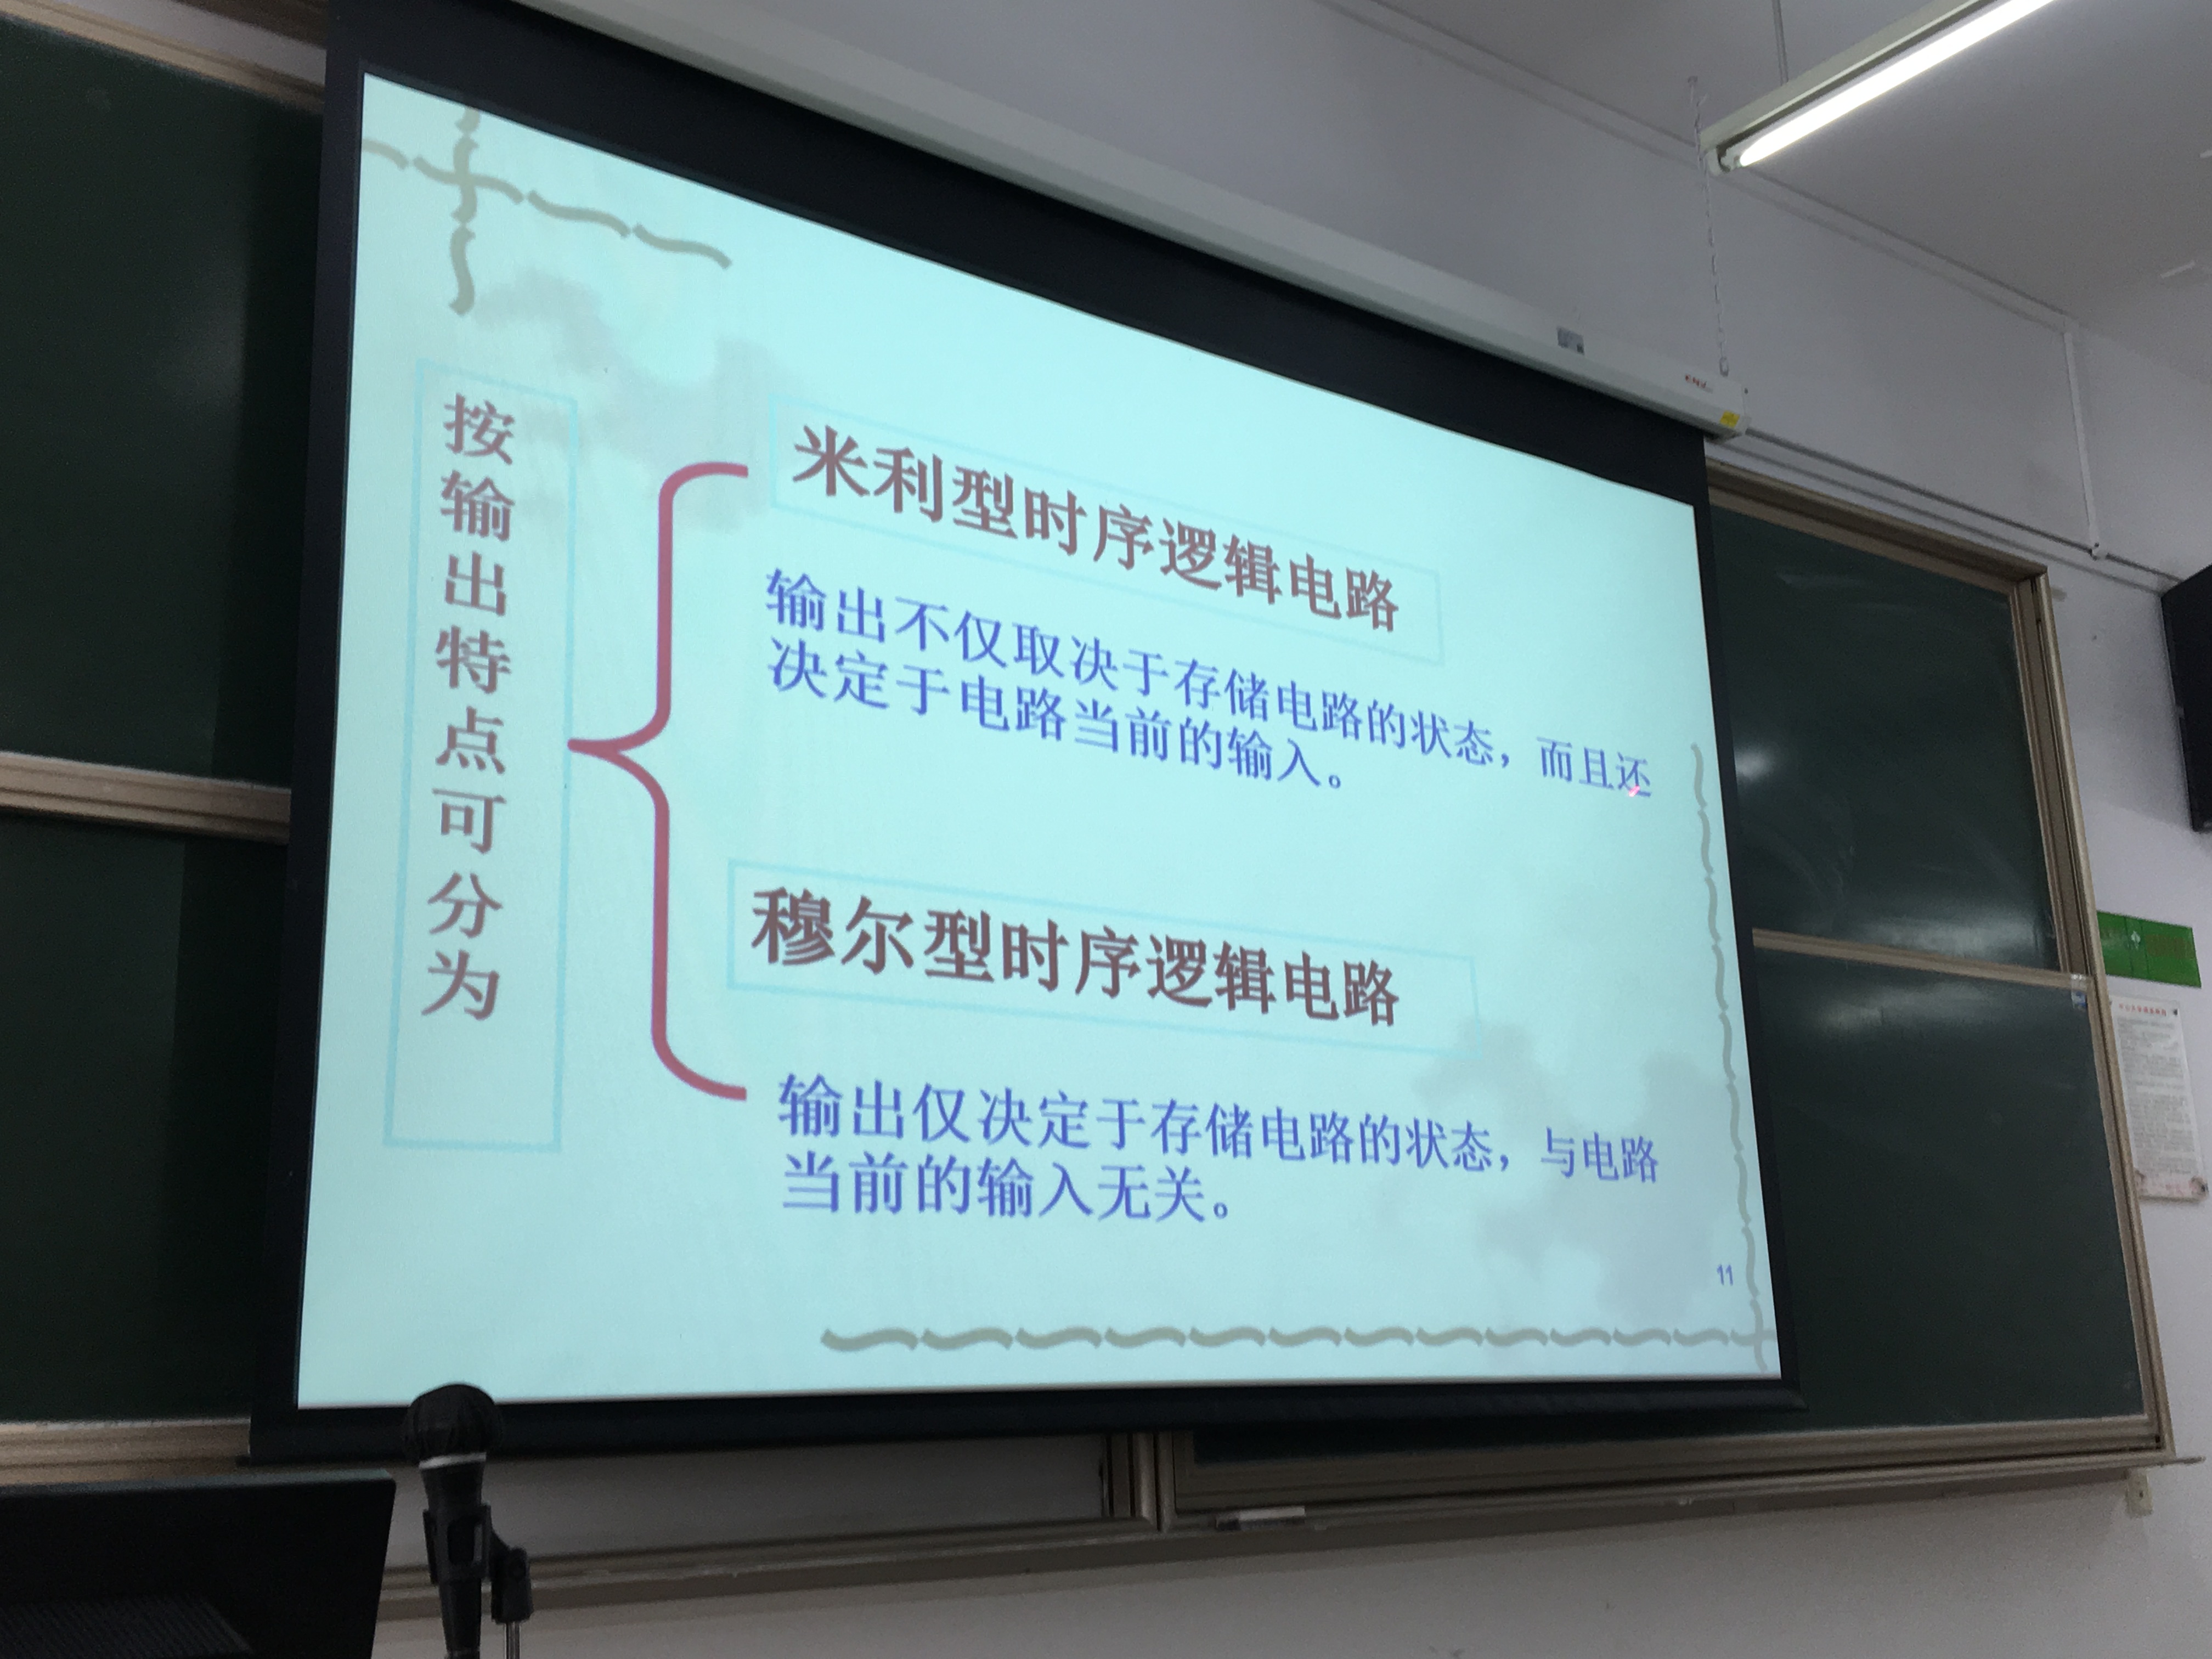 按输出特点可分为
米利型时序逻辑电路
输出不仅取决于存储电路的状态，而且还
决定于电路当前的输入。
穆尔型时序逻辑电路
输出仅决定于存储电路的状态，与电路
当前的输入无关。
11